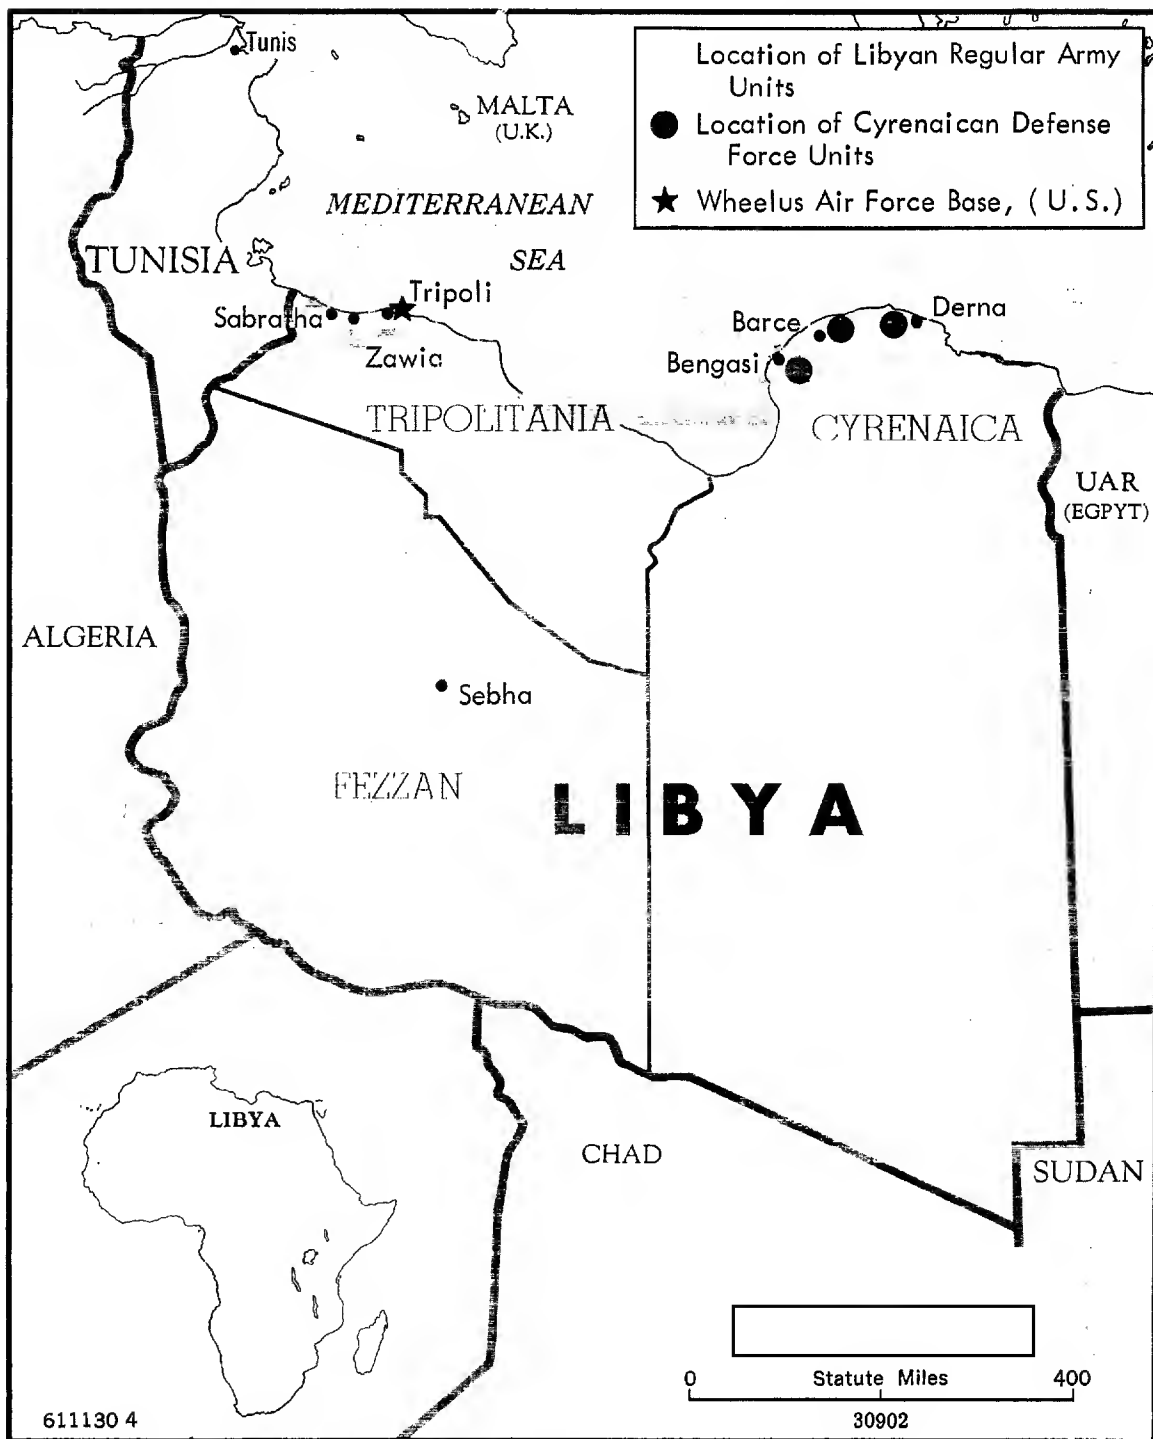 Tunis
Location of Libyan Regular Army
Units
Location of Cyrenaican Defense
Force Units
Wheelus Air Force Base, (U.S.)
MALTA
(U.K.)
MEDITERRANEAN
SEA
TUNISIA
Tripoli
Sabratha
Zawia
Derna
Barce
Bengasi
TRIPOLITANIA
CYRENAICA
UAR
(EGPYT)
ALGERIA
Sebha
FEZZAN
LIBYA
LIBYA
CHAD
SUDAN
0 Statute Miles 400
30902
611130 4